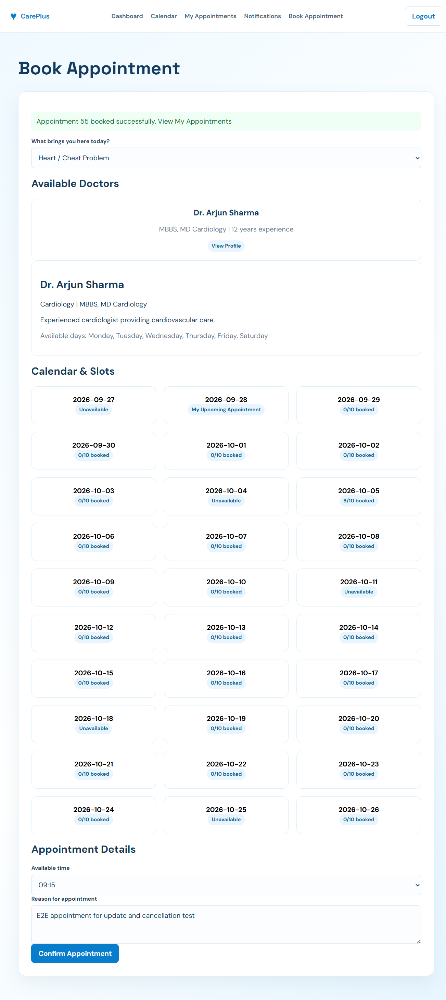 ♥ CarePlus
Dashboard Calendar My Appointments Notifications Book Appointment
Logout
Book Appointment
Appointment 55 booked successfully. View My Appointments
What brings you here today?
Heart / Chest Problem
Available Doctors
Dr. Arjun Sharma
MBBS, MD Cardiology | 12 years experience
View Profile
Dr. Arjun Sharma
Cardiology | MBBS, MD Cardiology
Experienced cardiologist providing cardiovascular care.
Available days: Monday, Tuesday, Wednesday, Thursday, Friday, Saturday
Calendar & Slots
2026-09-27
Unavailable
2026-09-28
My Upcoming Appointment
2026-09-29
0/10 booked
2026-09-30
0/10 booked
2026-10-01
0/10 booked
2026-10-02
0/10 booked
2026-10-03
0/10 booked
2026-10-04
Unavailable
2026-10-05
8/10 booked
2026-10-06
0/10 booked
2026-10-07
0/10 booked
2026-10-08
0/10 booked
2026-10-09
0/10 booked
2026-10-10
0/10 booked
2026-10-11
Unavailable
2026-10-12
0/10 booked
2026-10-13
0/10 booked
2026-10-14
0/10 booked
2026-10-15
0/10 booked
2026-10-16
0/10 booked
2026-10-17
0/10 booked
2026-10-18
Unavailable
2026-10-19
0/10 booked
2026-10-20
0/10 booked
2026-10-21
0/10 booked
2026-10-22
0/10 booked
2026-10-23
0/10 booked
2026-10-24
0/10 booked
2026-10-25
Unavailable
2026-10-26
0/10 booked
Appointment Details
Available time
09:15
Reason for appointment
E2E appointment for update and cancellation test
Confirm Appointment